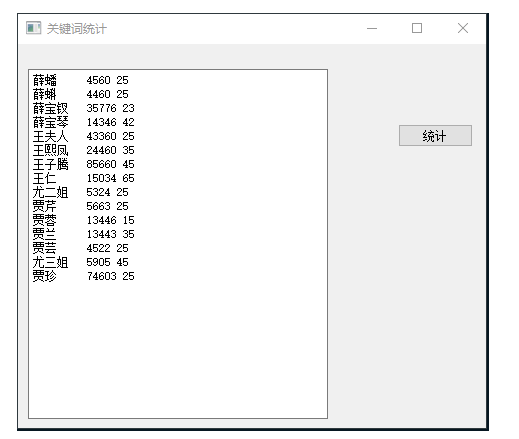 关键词统计
薛蟠 4560 25
薛蝌 4460 25
薛宝钗 35776 23
薛宝琴 14346 42
王夫人 43360 25
王熙凤 24460 35
王子腾 85660 45
王仁 15034 65
尤二姐 5324 25
贾芹 5663 25
贾蓉 13446 15
贾兰 13443 35
贾芸 4522 25
尤三姐 5905 45
贾珍 74603 25
统计